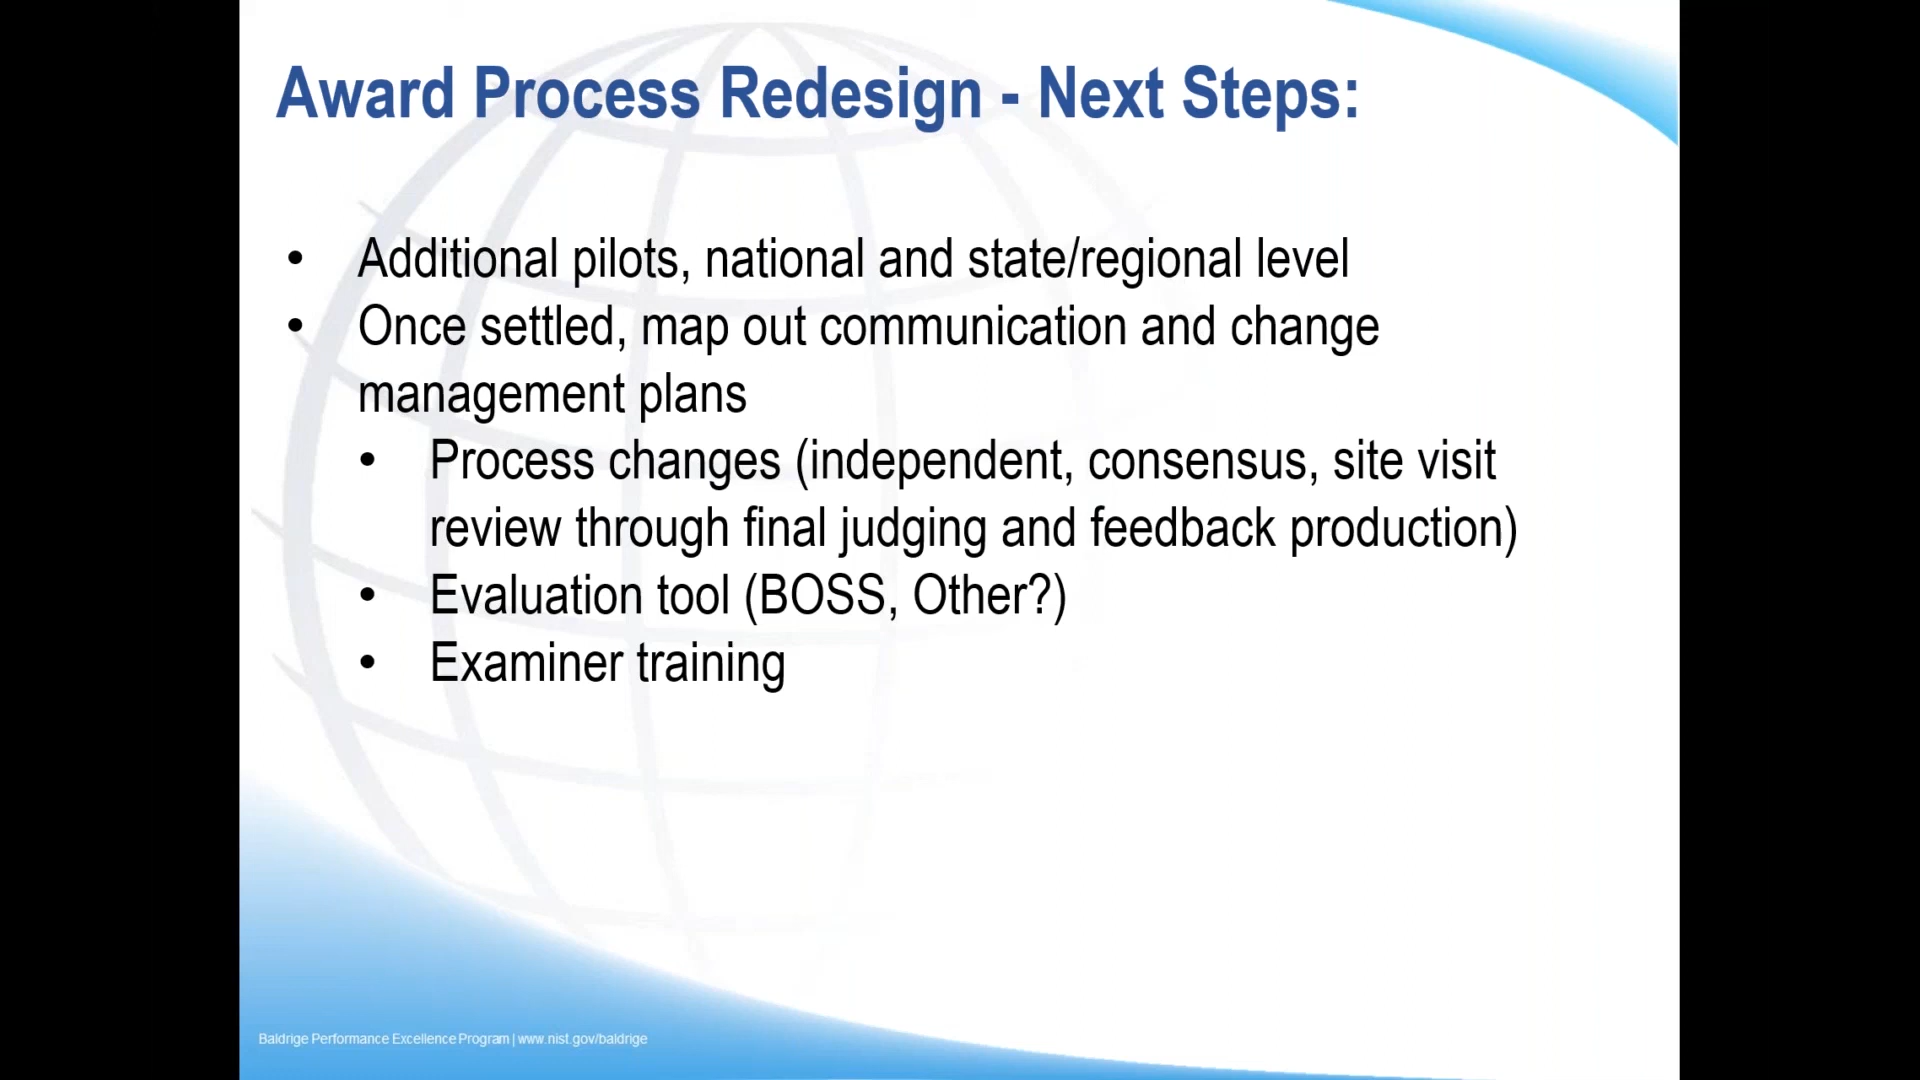 Award Process Redesign - Next Steps:
• Additional pilots, national and state/regional level
• Once settled, map out communication and change
management plans
• Process changes (independent, consensus, site visit
review through final judging and feedback production)
• Evaluation tool (BOSS, Other?)
• Examiner training
Baldrige Performance Excellence Program | www.nist.gov/baldrige